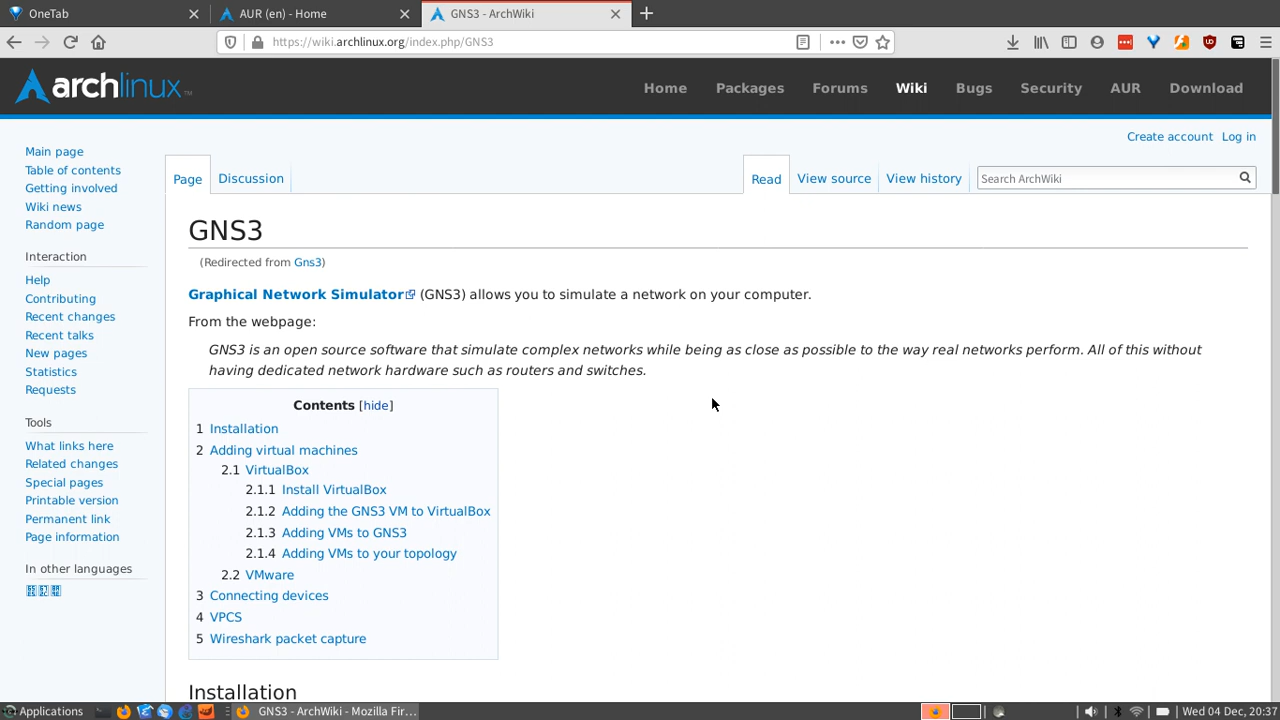 OneTab
AUR (en) - Home
GNS3 - ArchWiki
https://wiki.archlinux.org/index.php/GNS3
archlinux™
Home Packages Forums Wiki Bugs Security AUR Download
Create account Log in
Main page
Table of contents
Getting involved
Wiki news
Random page
Interaction
Help
Contributing
Recent changes
Recent talks
New pages
Statistics
Requests
Tools
What links here
Related changes
Special pages
Printable version
Permanent link
Page information
In other languages
Page Discussion
Read View source View history Search ArchWiki
GNS3
(Redirected from Gns3)
Graphical Network Simulator (GNS3) allows you to simulate a network on your computer.
From the webpage:
GNS3 is an open source software that simulate complex networks while being as close as possible to the way real networks perform. All of this without
having dedicated network hardware such as routers and switches.
Contents [hide]
1 Installation
2 Adding virtual machines
2.1 VirtualBox
2.1.1 Install VirtualBox
2.1.2 Adding the GNS3 VM to VirtualBox
2.1.3 Adding VMs to GNS3
2.1.4 Adding VMs to your topology
2.2 VMware
3 Connecting devices
4 VPCS
5 Wireshark packet capture
Installation
Applications
GNS3 - ArchWiki - Mozilla Fir...
Wed 04 Dec, 20:37